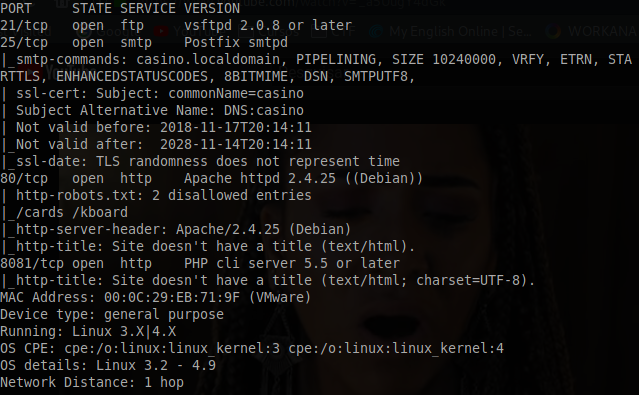 PORT     STATE SERVICE VERSION
21/tcp   open  ftp     vsftpd 2.0.8 or later
25/tcp   open  smtp    Postfix smtpd
|_smtp-commands: casino.localdomain, PIPELINING, SIZE 10240000, VRFY, ETRN, STA
RTTLS, ENHANCEDSTATUSCODES, 8BITMIME, DSN, SMTPUTF8,
| ssl-cert: Subject: commonName=casino
| Subject Alternative Name: DNS:casino
| Not valid before: 2018-11-17T20:14:11
|_Not valid after:  2028-11-14T20:14:11
|_ssl-date: TLS randomness does not represent time
80/tcp   open  http    Apache httpd 2.4.25 ((Debian))
| http-robots.txt: 2 disallowed entries
|_/cards /kboard
|_http-server-header: Apache/2.4.25 (Debian)
|_http-title: Site doesn't have a title (text/html).
8081/tcp open  http    PHP cli server 5.5 or later
|_http-title: Site doesn't have a title (text/html; charset=UTF-8).
MAC Address: 00:0C:29:EB:71:9F (VMware)
Device type: general purpose
Running: Linux 3.X|4.X
OS CPE: cpe:/o:linux:linux_kernel:3 cpe:/o:linux:linux_kernel:4
OS details: Linux 3.2 - 4.9
Network Distance: 1 hop
My English Online | Se...
WORKANA